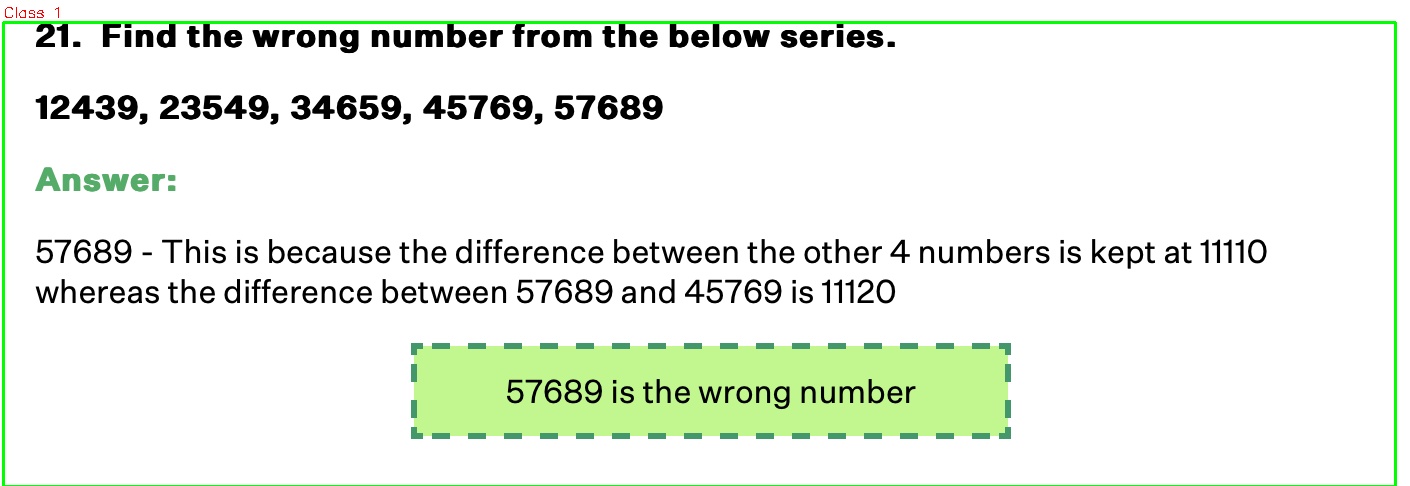 Class 1
21. Find the wrong number from the below series.
12439, 23549, 34659, 45769, 57689
Answer:
57689 - This is because the difference between the other 4 numbers is kept at 11110
whereas the difference between 57689 and 45769 is 11120
57689 is the wrong number